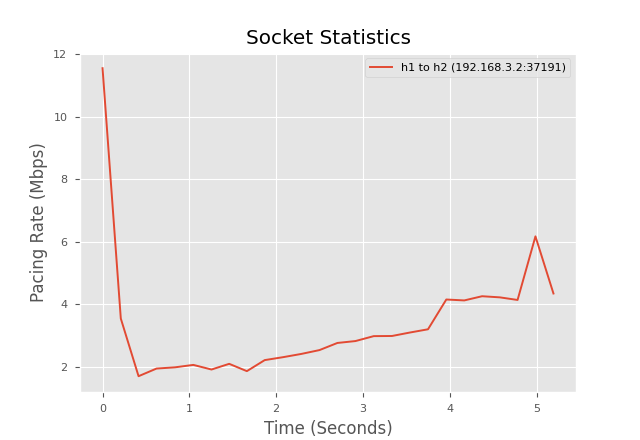 Socket Statistics
h1 to h2 (192.168.3.2:37191)
Pacing Rate (Mbps)
12
10
8
6
4
2
0 1 2 3 4 5
Time (Seconds)